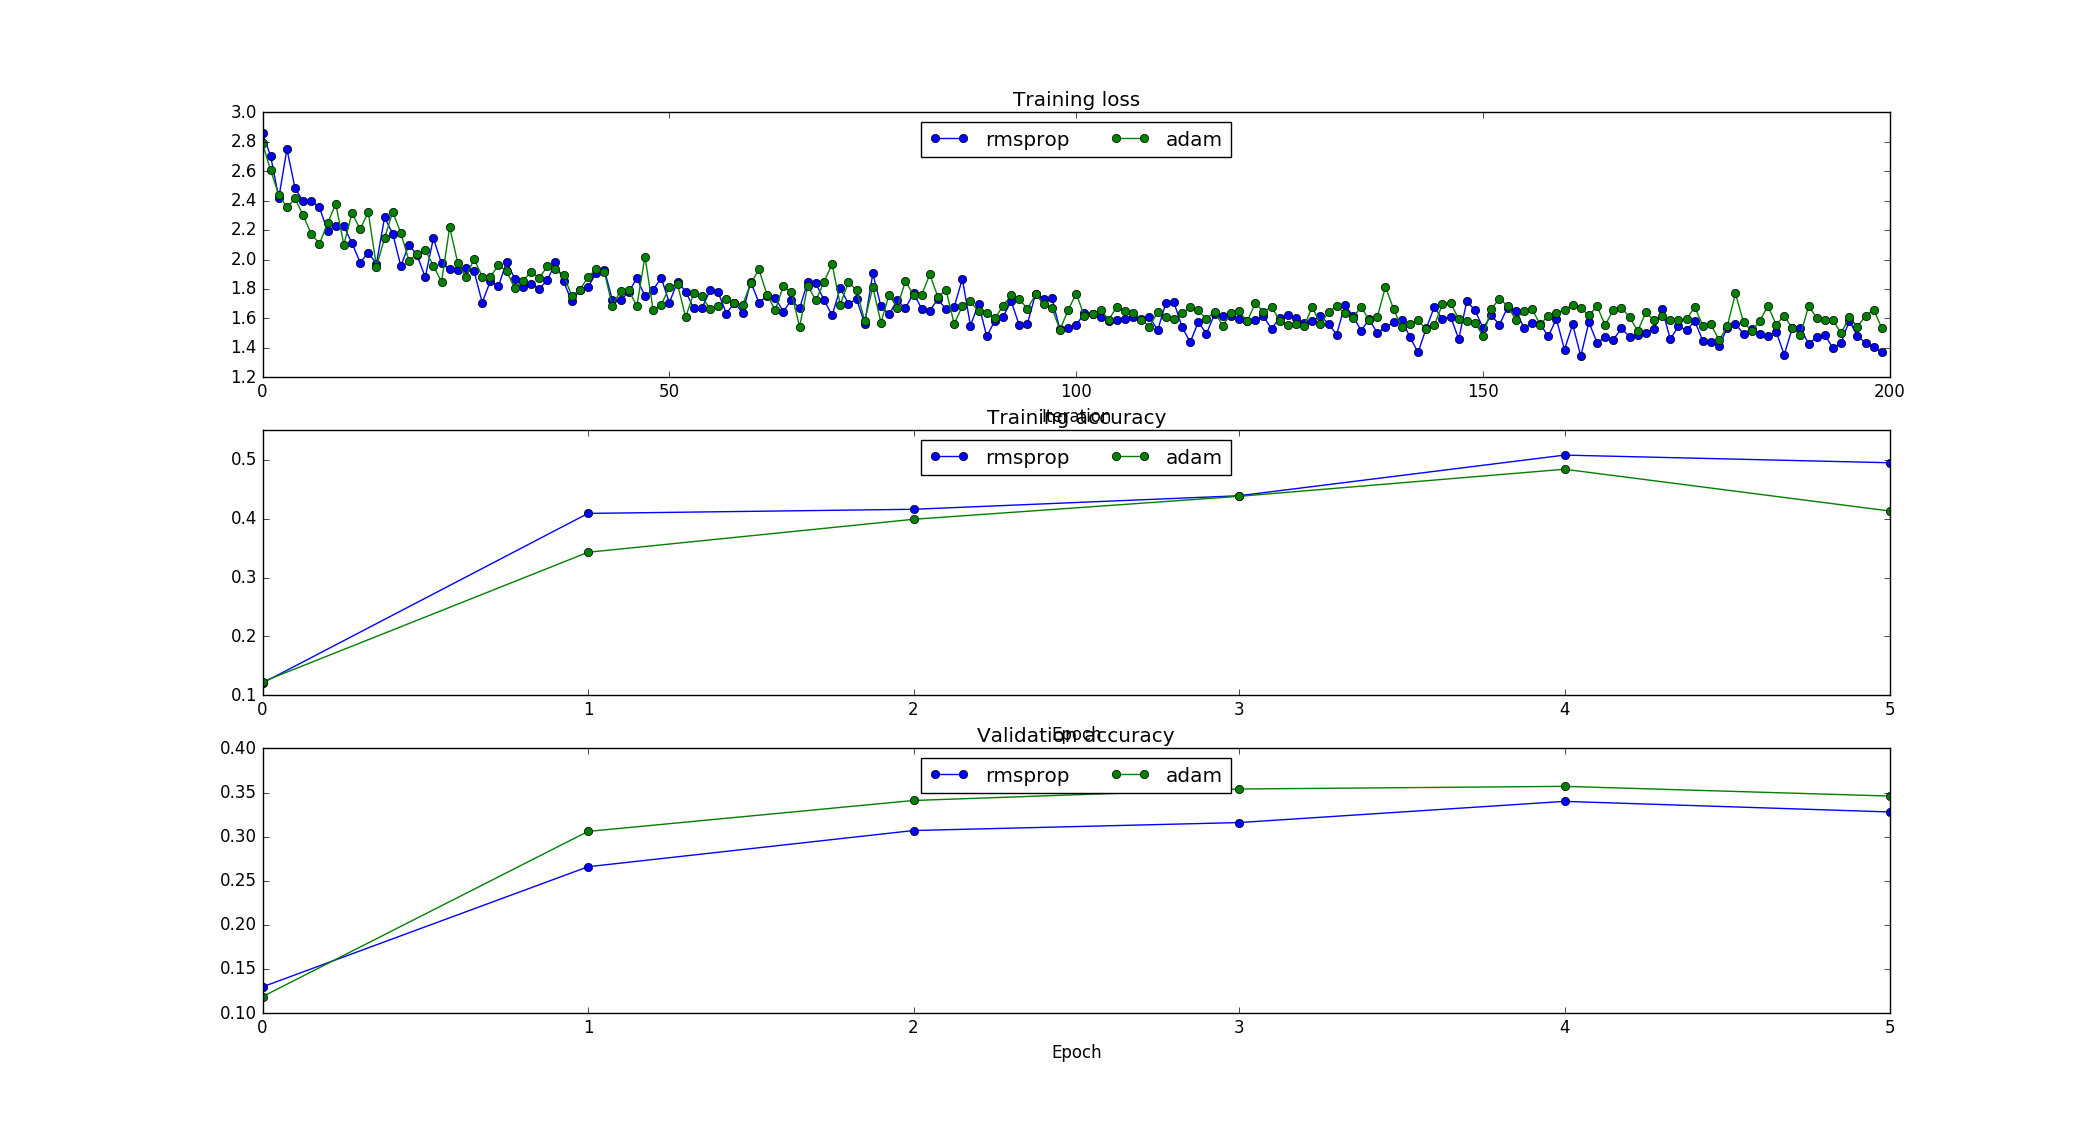 Training loss
3.0
2.8
2.6
2.4
2.2
2.0
1.8
1.6
1.4
1.2
rmsprop adam
0 50 100 150 200
Iteration
Training accuracy
0.5
0.4
0.3
0.2
0.1
rmsprop adam
0 1 2 3 4 5
Epoch
Validation accuracy
0.40
0.35
0.30
0.25
0.20
0.15
0.10
rmsprop adam
0 1 2 3 4 5
Epoch